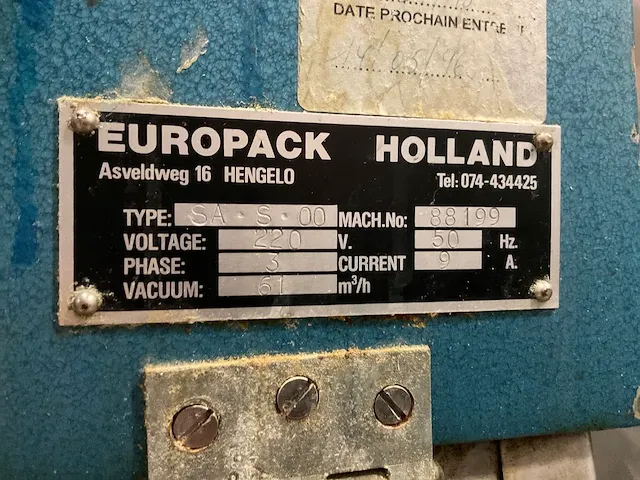 DATE PROCHAIN ENTRE
EUROPACK HOLLAND
Asveldweg 16 HENGELO Tel: 074-434425
TYPE: SA·S·00 MACH.No: 88199
VOLTAGE: 220 V. 50 Hz.
PHASE: 3 CURRENT 9 A.
VACUUM: 61 m³/h